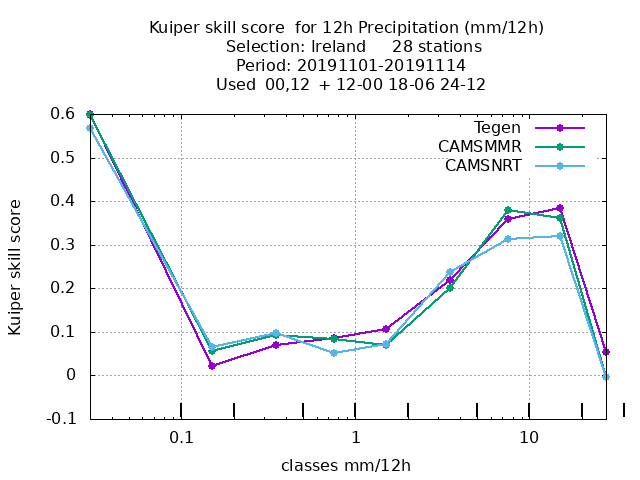 Kuiper skill score  for 12h Precipitation (mm/12h)
Selection: Ireland     28 stations
Period: 20191101-20191114
Used  00,12  + 12-00 18-06 24-12
Kuiper skill score
0.6
0.5
0.4
0.3
0.2
0.1
0
-0.1
Tegen
CAMSMMR
CAMSNRT
0.1
1
10
classes mm/12h